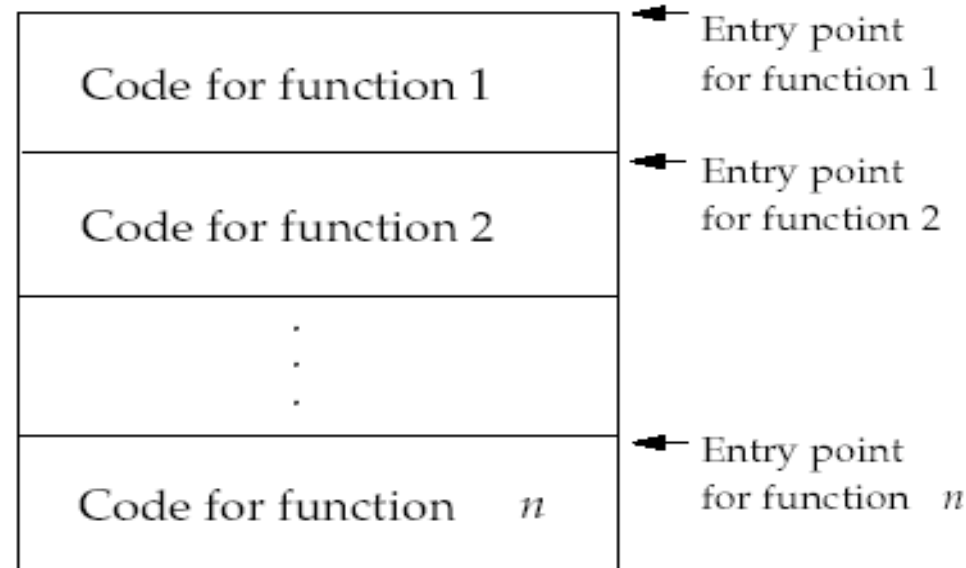 Code for function 1
Entry point
for function 1
Code for function 2
Entry point
for function 2
.
.
.
Code for function n
Entry point
for function n